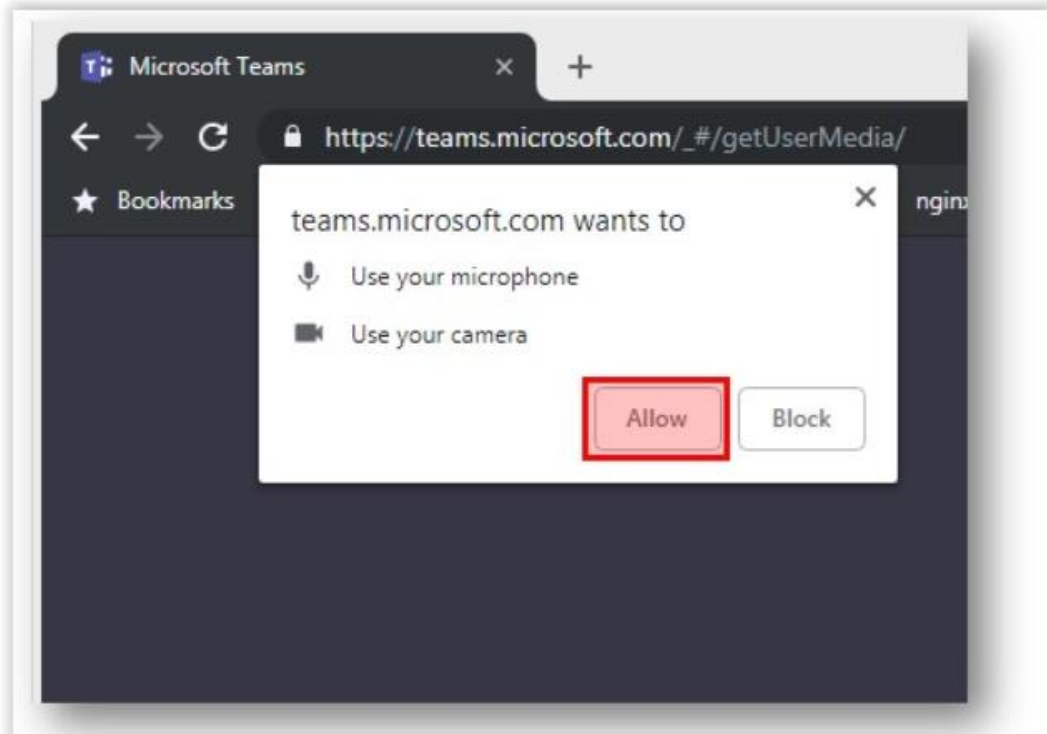 Microsoft Teams
https://teams.microsoft.com/_#/getUserMedia/
Bookmarks
teams.microsoft.com wants to
Use your microphone
Use your camera
Allow Block